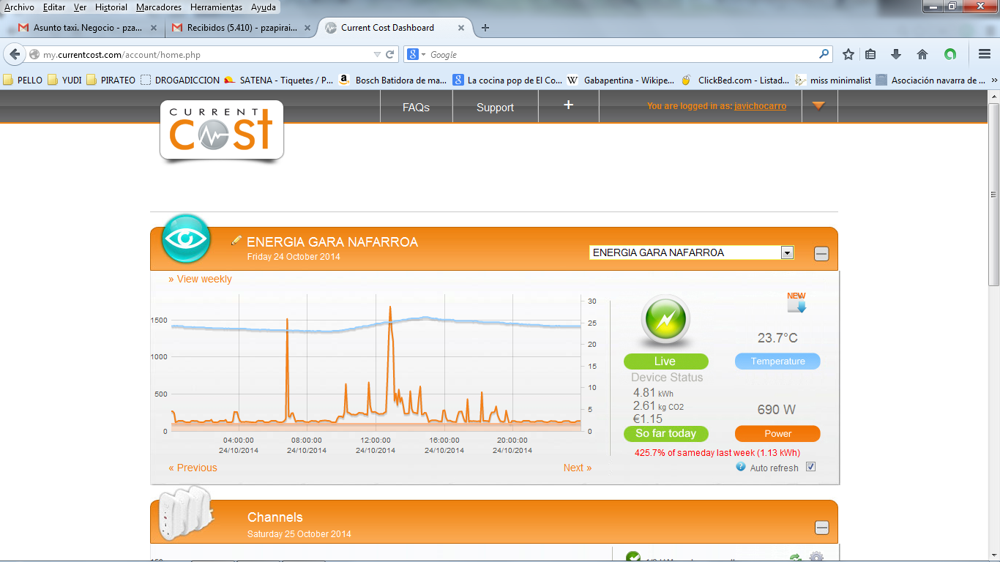 Archivo Editar Ver Historial Marcadores Herramientas Ayuda
Asunto taxi. Negocio - pza... Recibidos (5.410) - pzapirai... Current Cost Dashboard
my.currentcost.com/account/home.php Google
PELLO YUDI PIRATEO DROGADICCION SATENA - Tiquetes / P... Bosch Batidora de ma... La cocina pop de El Co... Gabapentina - Wikipe... ClickBed.com - Listad... miss minimalist Asociación navarra de ... »
FAQs Support + You are logged in as: javichocarro
CURRENT
cost
ENERGIA GARA NAFARROA
Friday 24 October 2014
ENERGIA GARA NAFARROA
» View weekly
1500
1000
500
0
30
25
20
15
10
5
0
04:00:00 08:00:00 12:00:00 16:00:00 20:00:00
24/10/2014 24/10/2014 24/10/2014 24/10/2014 24/10/2014
« Previous Next »
NEW
Live
Device Status
23.7°C
Temperature
4.81 kWh
2.61 kg CO2
€1.15
So far today
690 W
Power
425.7% of sameday last week (1.13 kWh)
? Auto refresh
Channels
Saturday 25 October 2014